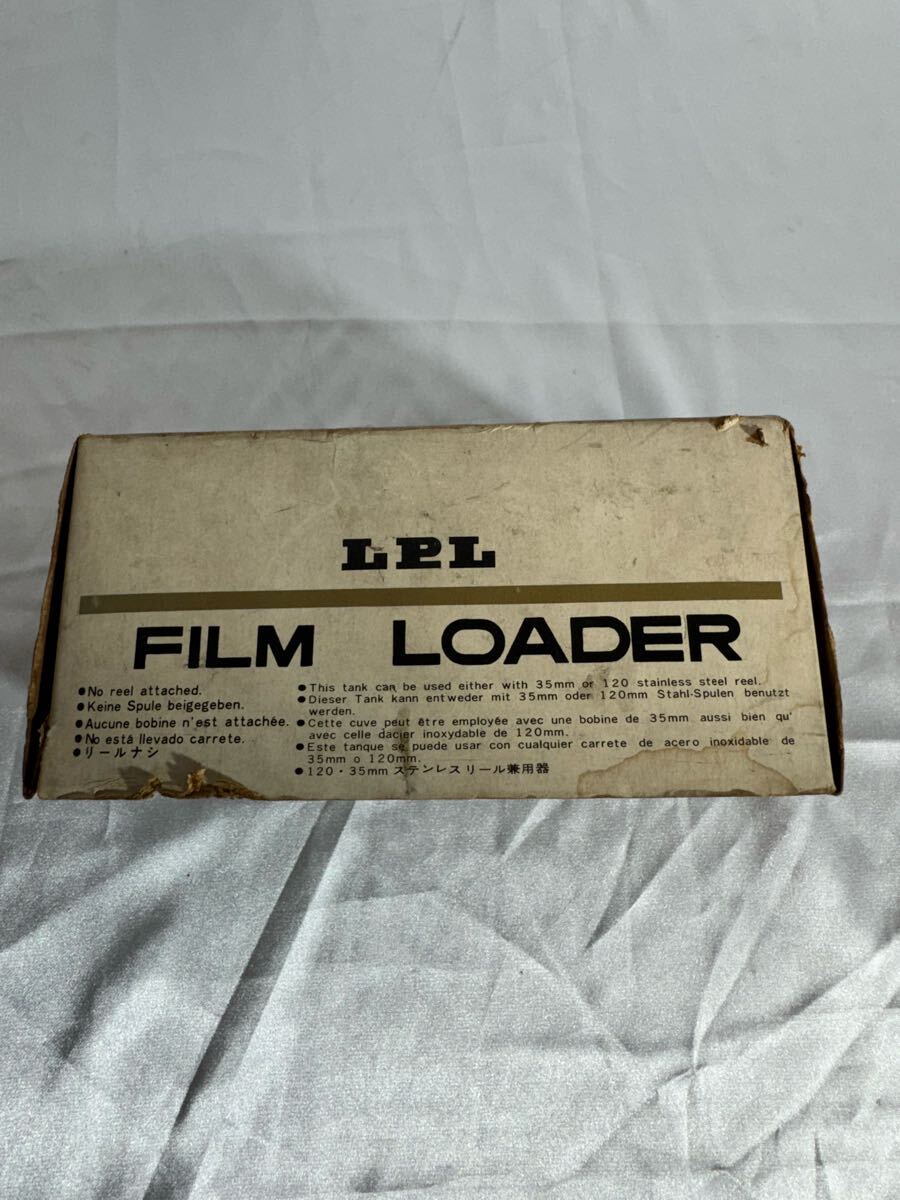 LPL
FILM LOADER
●No reel attached.
●Keine Spule beigegeben.
●Aucune bobine n'est attachée.
●No está llevado carrete.
●リールナシ
●This tank can be used either with 35mm or 120 stainless steel reel.
●Dieser Tank kann entweder mit 35mm oder 120mm Stahl-Spulen benutzt
werden.
●Cette cuve peut être employée avec une bobine de 35mm aussi bien qu'
avec celle dacier inoxydable de 120mm.
●Este tanque se puede usar con cualquier carrete de acero inoxidable de
35mm o 120mm.
●120・35mm ステンレスリール兼用器